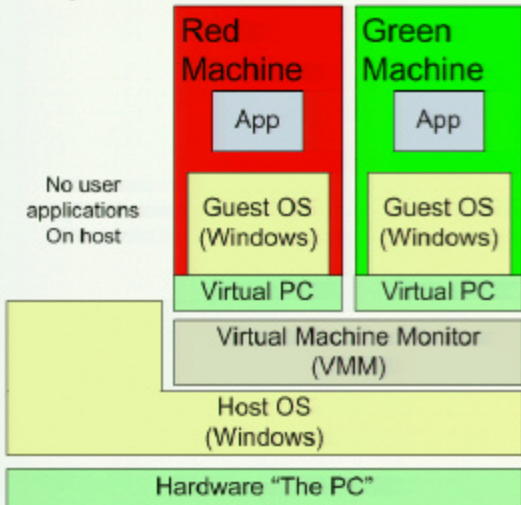 Red
Machine
App
Guest OS
(Windows)
Virtual PC
Green
Machine
App
Guest OS
(Windows)
Virtual PC
No user
applications
On host
Virtual Machine Monitor
(VMM)
Host OS
(Windows)
Hardware “The PC”